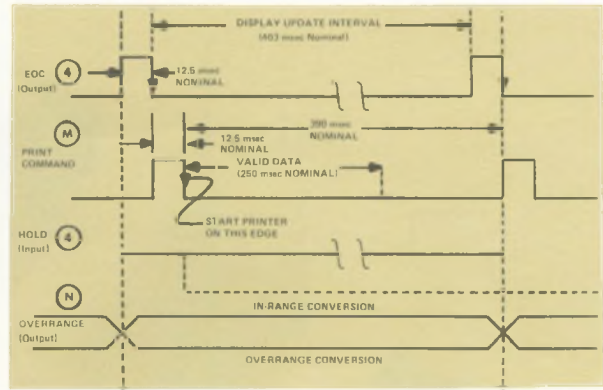 DISPLAY UPDATE INTERVAL
(403 msec Nominal)
EOC
(Output)
4
12.5 msec
NOMINAL
M
PRINT
COMMAND
390 msec
NOMINAL
12.5 msec
NOMINAL
VALID DATA
(250 msec NOMINAL)
START PRINTER
ON THIS EDGE
HOLD
(Input)
4
N
OVERRANGE
(Output)
IN-RANGE CONVERSION
OVERRANGE CONVERSION